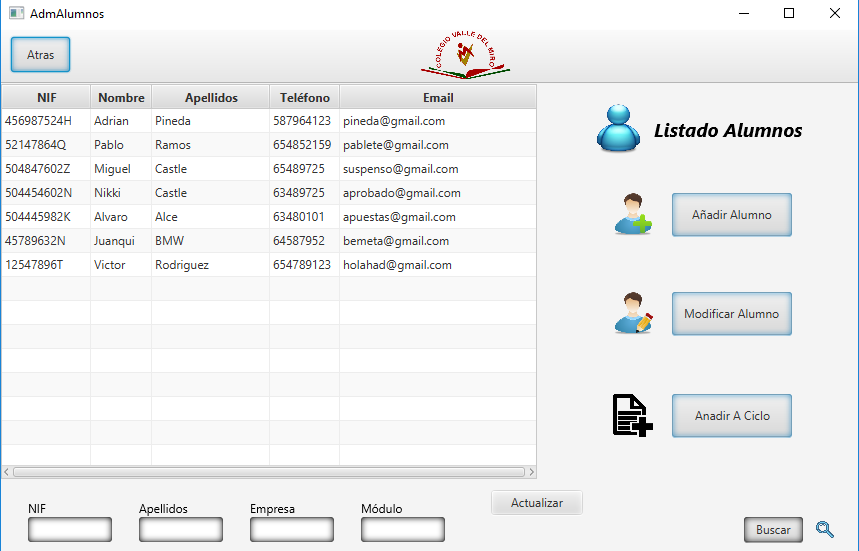 AdmAlumnos
Atras
COLEGIO VALLE DEL MIRO
NIF Nombre Apellidos Teléfono Email
456987524H Adrian Pineda 587964123 pineda@gmail.com
52147864Q Pablo Ramos 654852159 pablete@gmail.com
504847602Z Miguel Castle 65489725 suspenso@gmail.com
504454602N Nikki Castle 63489725 aprobado@gmail.com
504445982K Alvaro Alce 63480101 apuestas@gmail.com
45789632N Juanqui BMW 64587952 bemeta@gmail.com
12547896T Victor Rodriguez 654789123 holahad@gmail.com
Listado Alumnos
Añadir Alumno
Modificar Alumno
Anadir A Ciclo
NIF Apellidos Empresa Módulo
Actualizar
Buscar